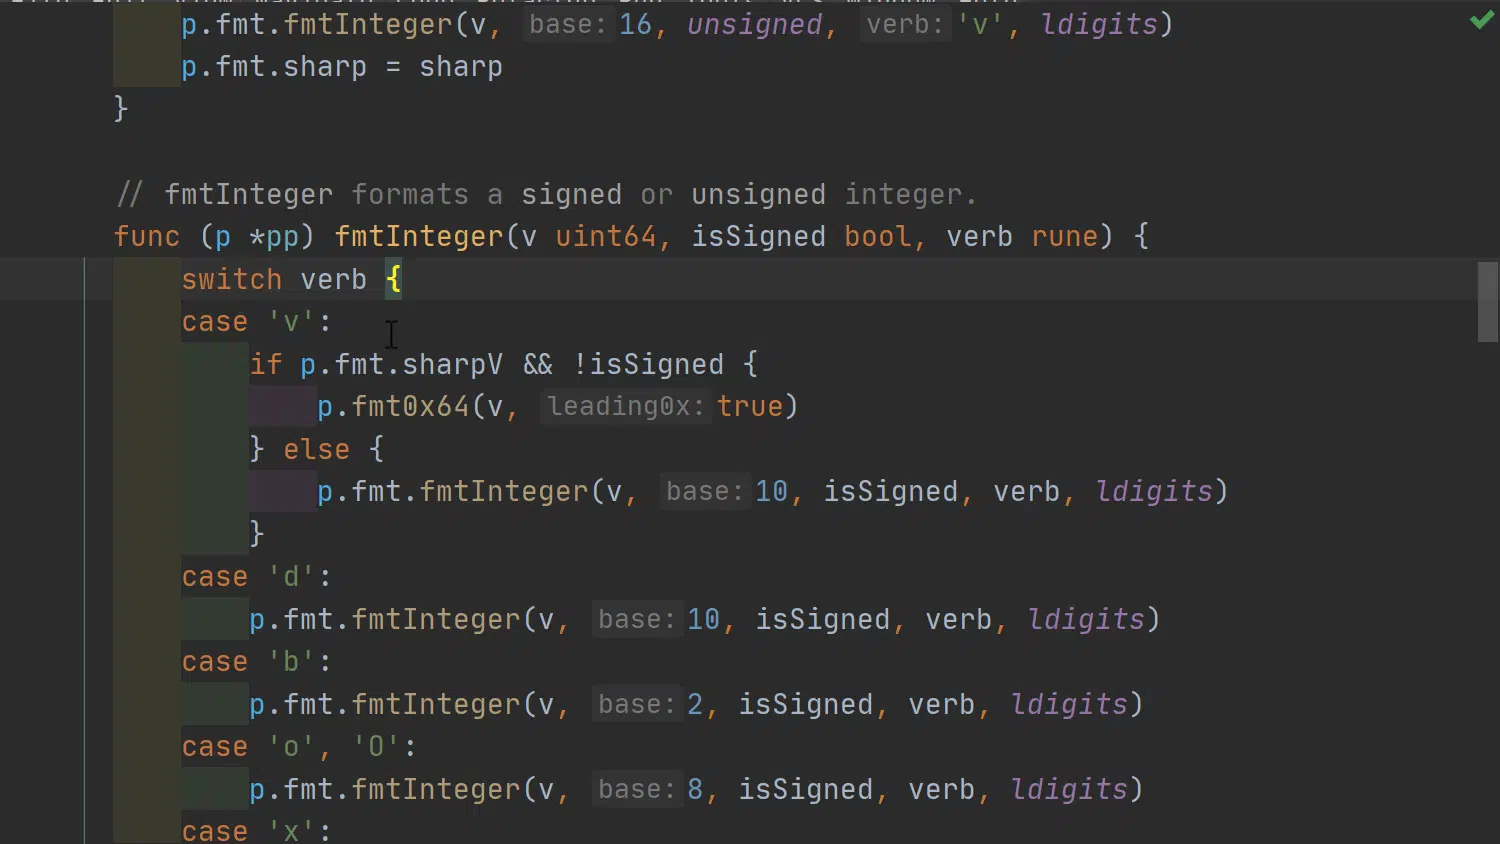 p.fmt.fmtInteger(v, base: 16, unsigned, verb: 'v', ldigits)
p.fmt.sharp = sharp
}
// fmtInteger formats a signed or unsigned integer.
func (p *pp) fmtInteger(v uint64, isSigned bool, verb rune) {
switch verb {
case 'v':
if p.fmt.sharpV && !isSigned {
p.fmt0x64(v, leading0x: true)
} else {
p.fmt.fmtInteger(v, base: 10, isSigned, verb, ldigits)
}
case 'd':
p.fmt.fmtInteger(v, base: 10, isSigned, verb, ldigits)
case 'b':
p.fmt.fmtInteger(v, base: 2, isSigned, verb, ldigits)
case 'o', 'O':
p.fmt.fmtInteger(v, base: 8, isSigned, verb, ldigits)
case 'x':